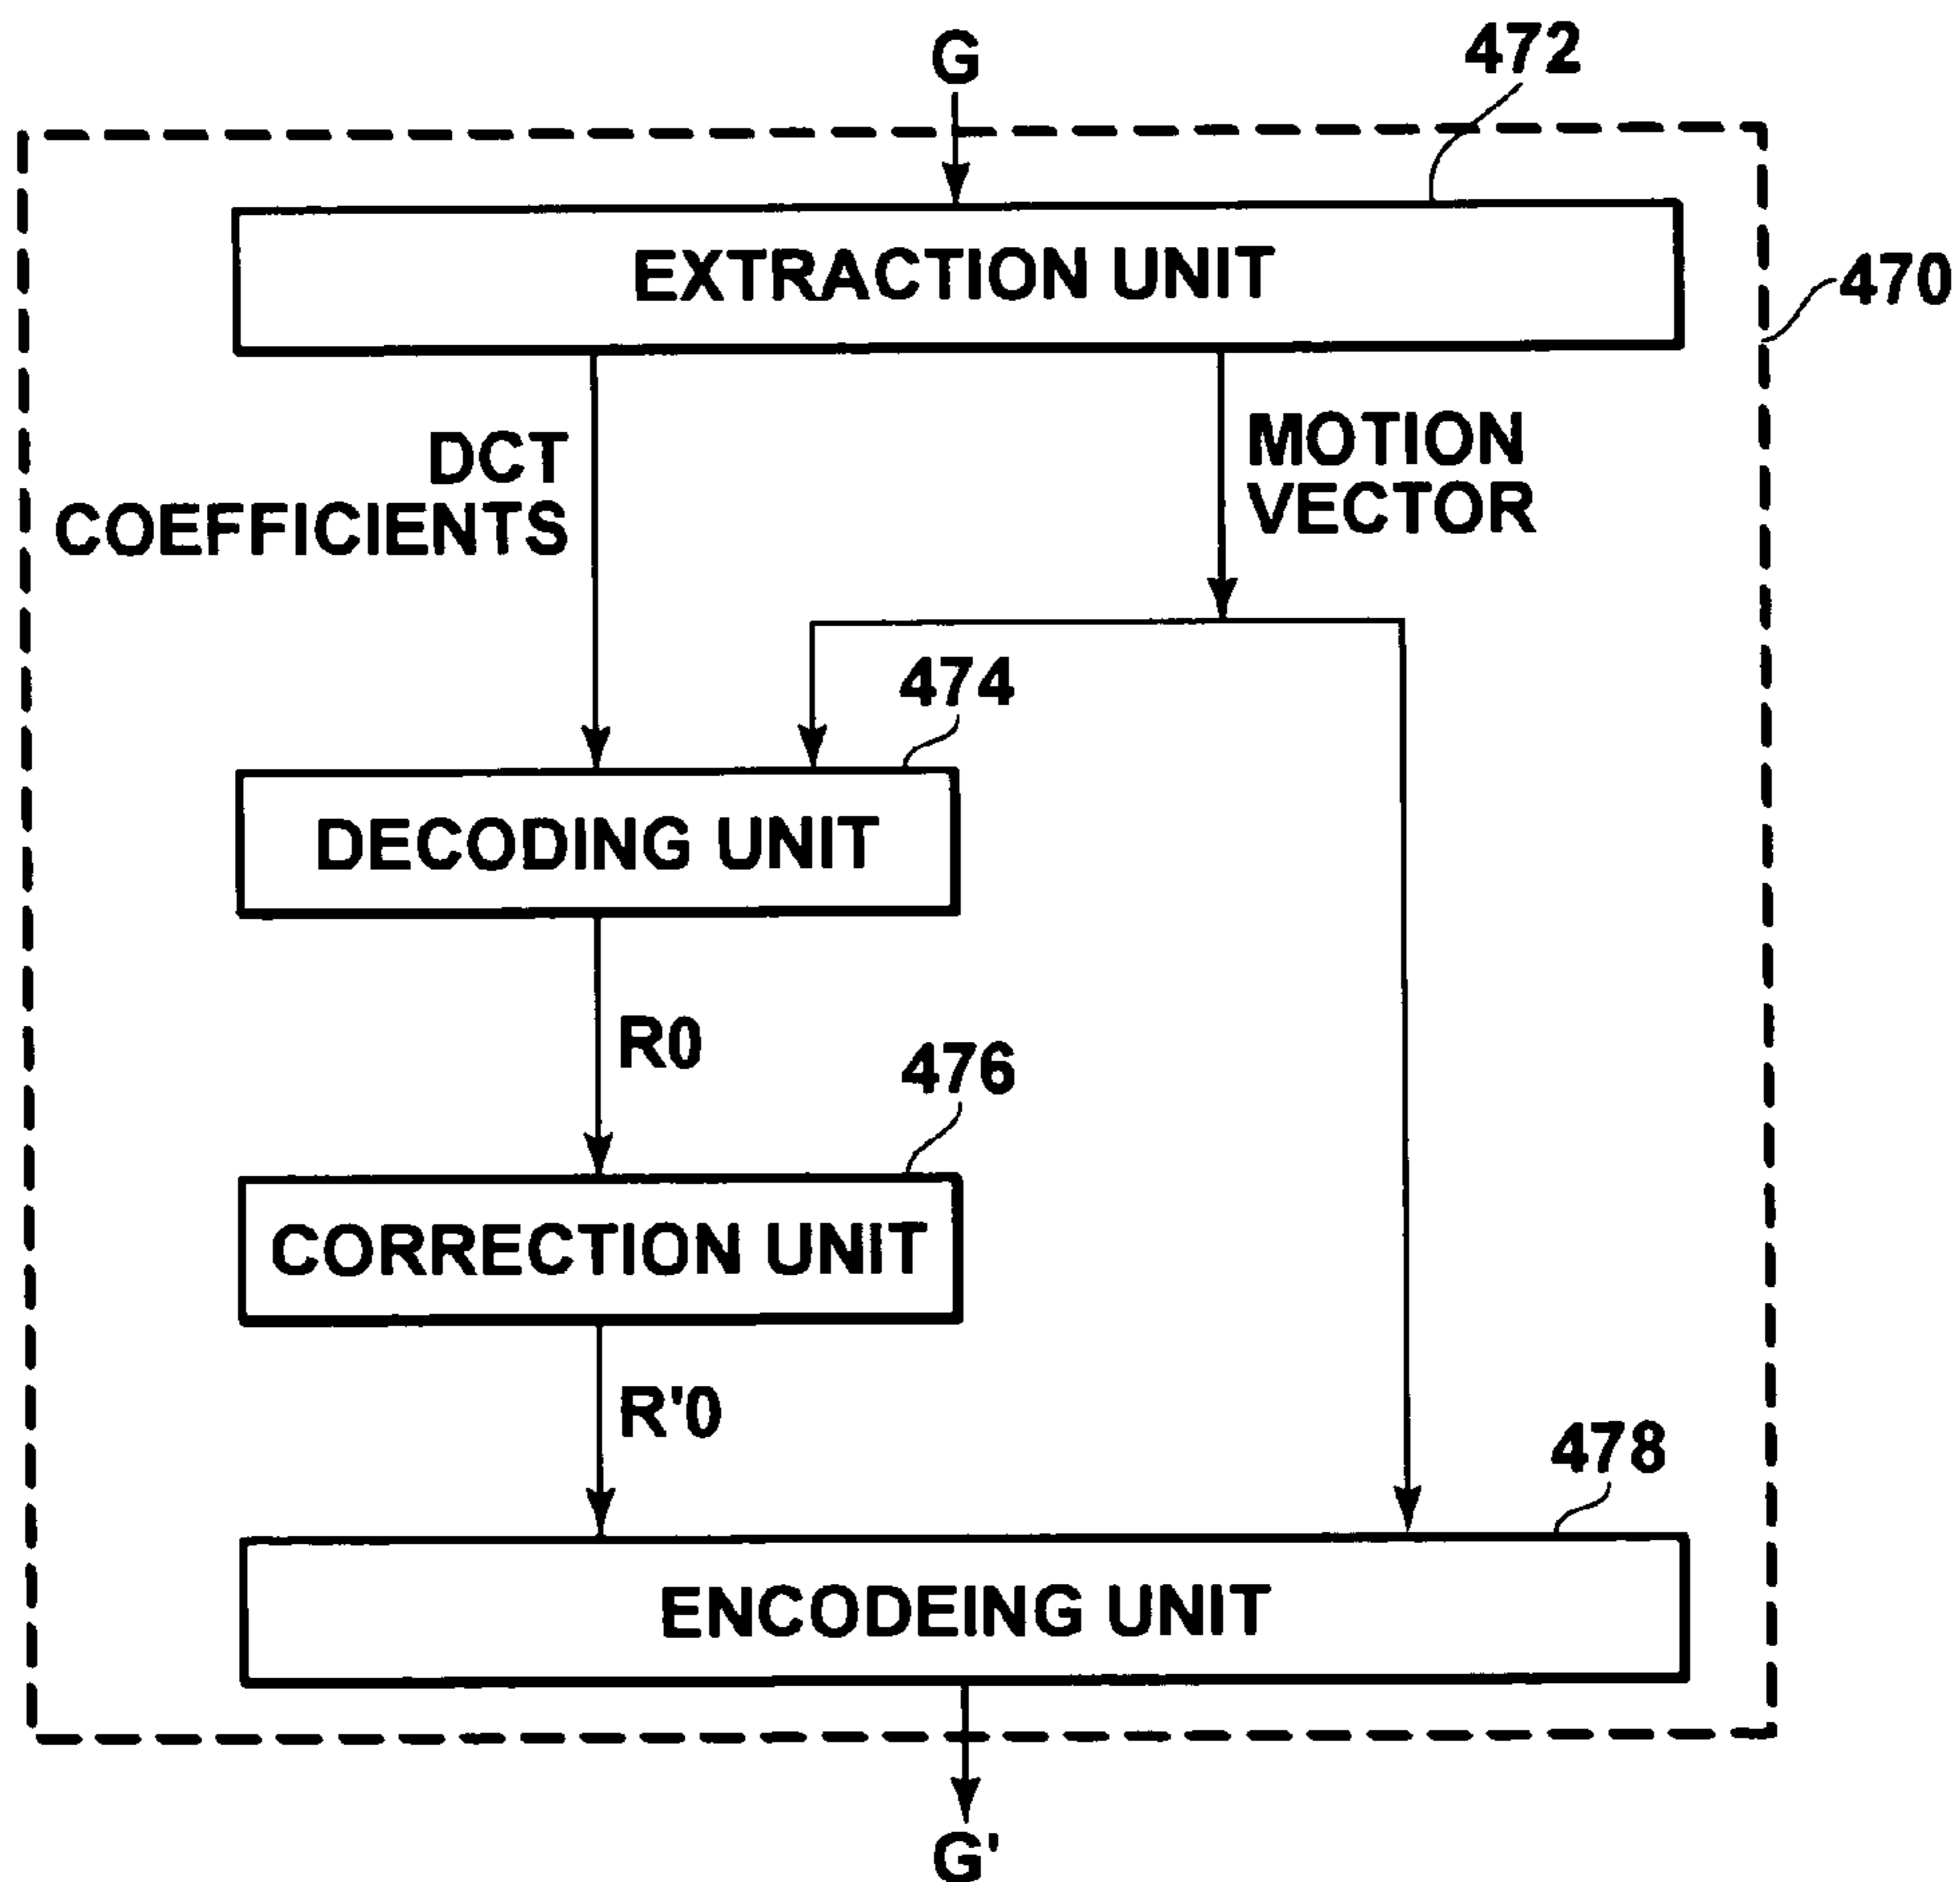 G
472
EXTRACTION UNIT
470
DCT
COEFFICIENTS
MOTION
VECTOR
474
DECODING UNIT
R0
476
CORRECTION UNIT
R'0
478
ENCODEING UNIT
G'